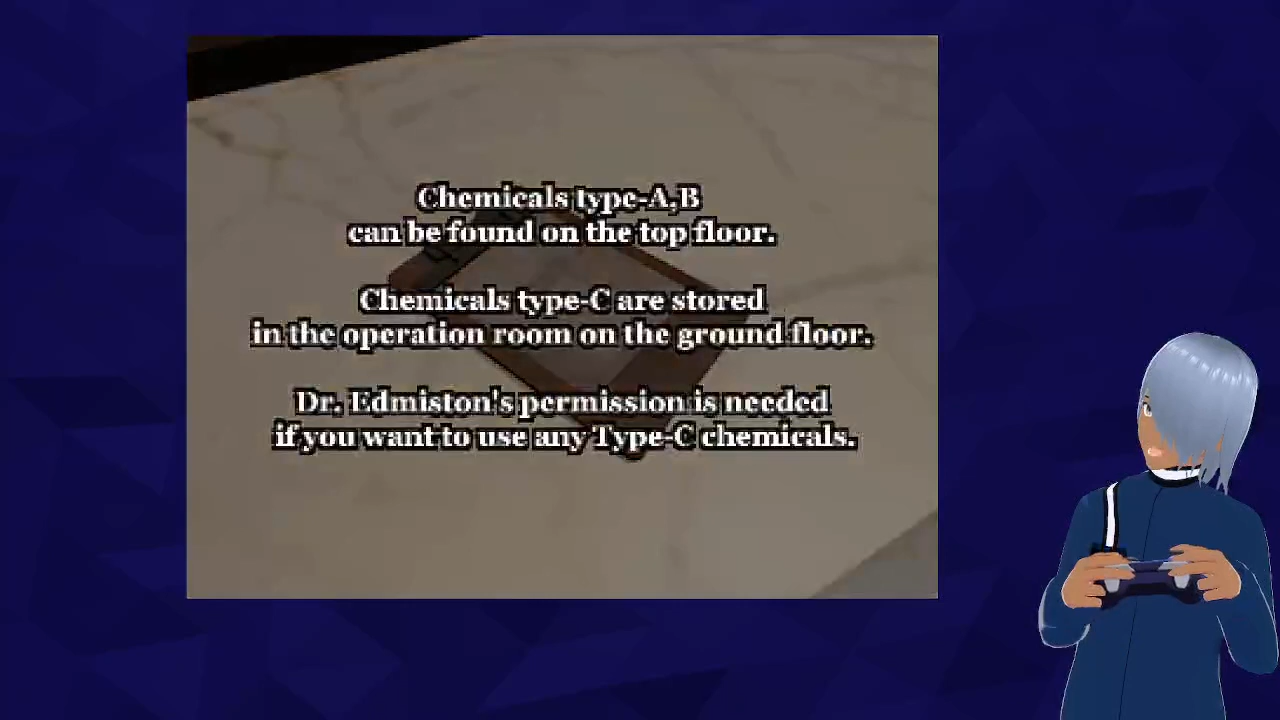 Chemicals type-A,B
can be found on the top floor.
Chemicals type-C are stored
in the operation room on the ground floor.
Dr. Edmiston's permission is needed
if you want to use any Type-C chemicals.